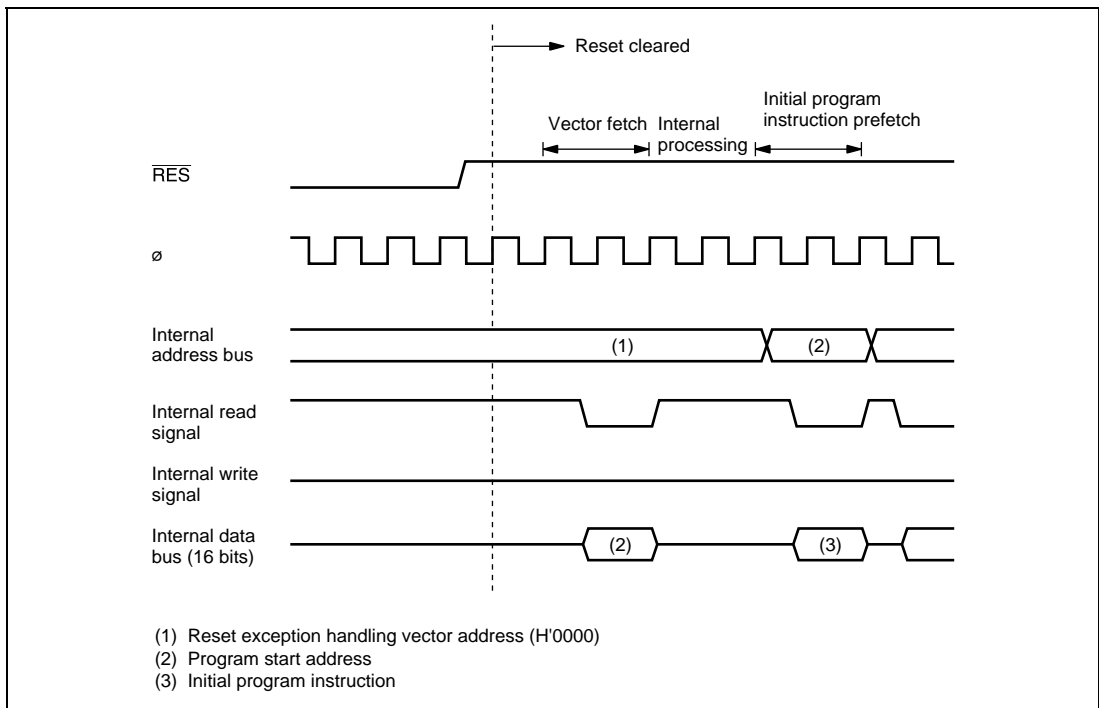 Reset cleared
Vector fetch
Internal
processing
Initial program
instruction prefetch
RES
ø
Internal
address bus
(1)
(2)
Internal read
signal
Internal write
signal
Internal data
bus (16 bits)
(2)
(3)
(1) Reset exception handling vector address (H'0000)
(2) Program start address
(3) Initial program instruction